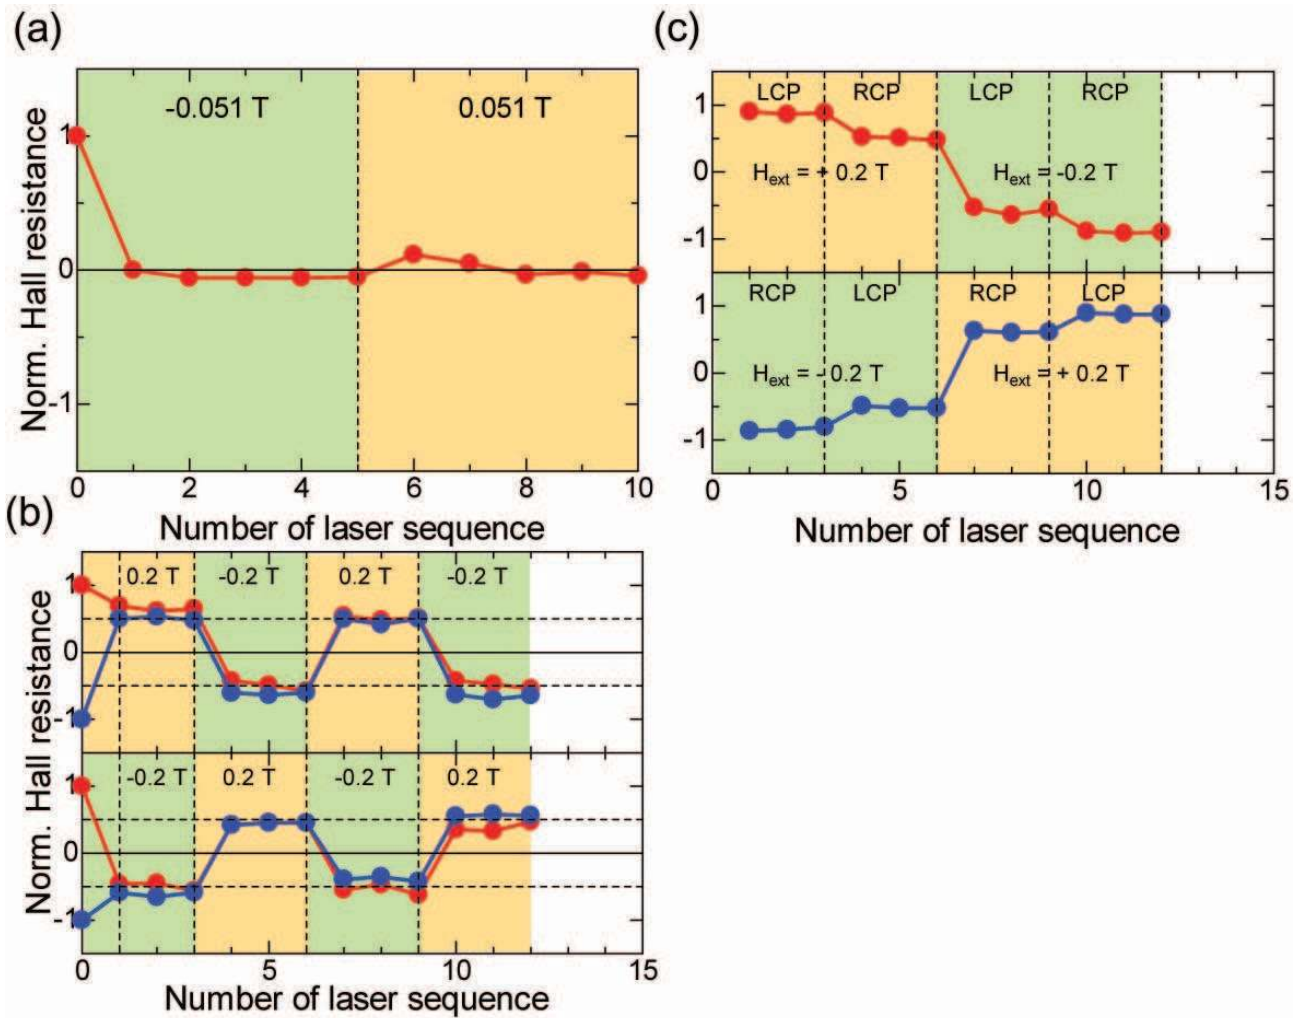 (a)
-0.051 T 0.051 T
Norm. Hall resistance
1
0
-1
0 2 4 6 8 10
Number of laser sequence
(c)
LCP RCP LCP RCP
1
0
-1
Hext = + 0.2 T Hext = -0.2 T
RCP LCP RCP LCP
1
0
-1
Hext = - 0.2 T Hext = + 0.2 T
0 5 10 15
Number of laser sequence
(b)
0.2 T -0.2 T 0.2 T -0.2 T
1
0
-1
-0.2 T 0.2 T -0.2 T 0.2 T
1
0
-1
Norm. Hall resistance
0 5 10 15
Number of laser sequence